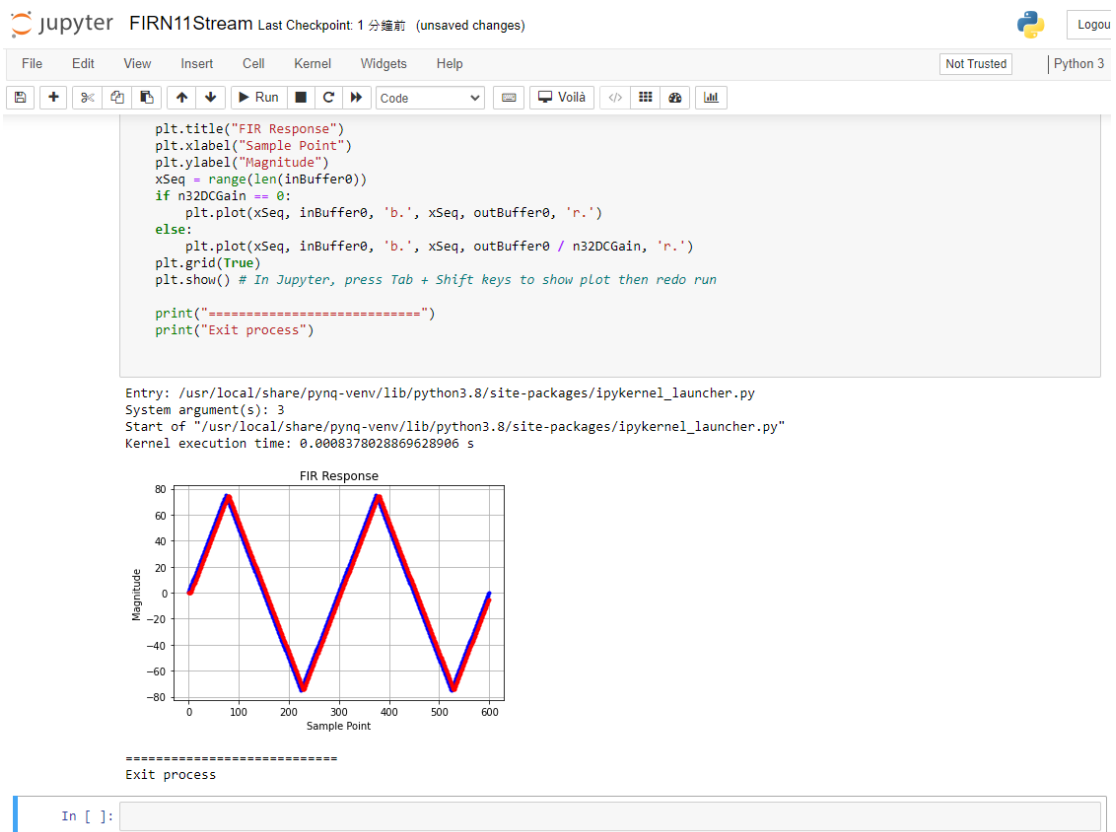 jupyter FIRN11Stream Last Checkpoint: 1 分鐘前 (unsaved changes)
Logou
File Edit View Insert Cell Kernel Widgets Help
Not Trusted Python 3
Run Code Voilà
plt.title("FIR Response")
plt.xlabel("Sample Point")
plt.ylabel("Magnitude")
xSeq = range(len(inBuffer0))
if n32DCGain == 0:
    plt.plot(xSeq, inBuffer0, 'b.', xSeq, outBuffer0, 'r.')
else:
    plt.plot(xSeq, inBuffer0, 'b.', xSeq, outBuffer0 / n32DCGain, 'r.')
plt.grid(True)
plt.show() # In Jupyter, press Tab + Shift keys to show plot then redo run
print("============================")
print("Exit process")
Entry: /usr/local/share/pynq-venv/lib/python3.8/site-packages/ipykernel_launcher.py
System argument(s): 3
Start of "/usr/local/share/pynq-venv/lib/python3.8/site-packages/ipykernel_launcher.py"
Kernel execution time: 0.0008378028869628906 s
FIR Response
80
60
40
20
0
−20
−40
−60
−80
Magnitude
0 100 200 300 400 500 600
Sample Point
============================
Exit process
In [ ]: